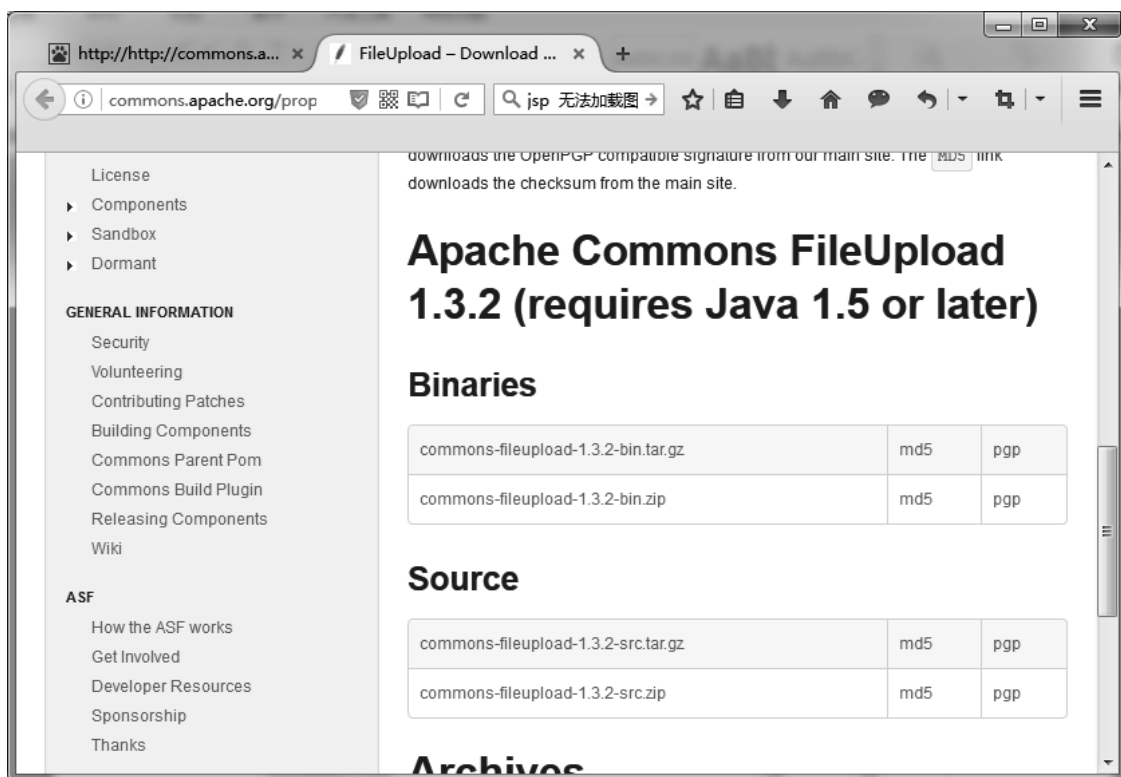 http://http://commons.a...
FileUpload – Download ...
commons.apache.org/prop
jsp 无法加载图
License
Components
Sandbox
Dormant
GENERAL INFORMATION
Security
Volunteering
Contributing Patches
Building Components
Commons Parent Pom
Commons Build Plugin
Releasing Components
Wiki
ASF
How the ASF works
Get Involved
Developer Resources
Sponsorship
Thanks
downloads the OpenPGP compatible signature from our main site. The MD5 link
downloads the checksum from the main site.
Apache Commons FileUpload
1.3.2 (requires Java 1.5 or later)
Binaries
commons-fileupload-1.3.2-bin.tar.gz md5 pgp
commons-fileupload-1.3.2-bin.zip md5 pgp
Source
commons-fileupload-1.3.2-src.tar.gz md5 pgp
commons-fileupload-1.3.2-src.zip md5 pgp
Archives